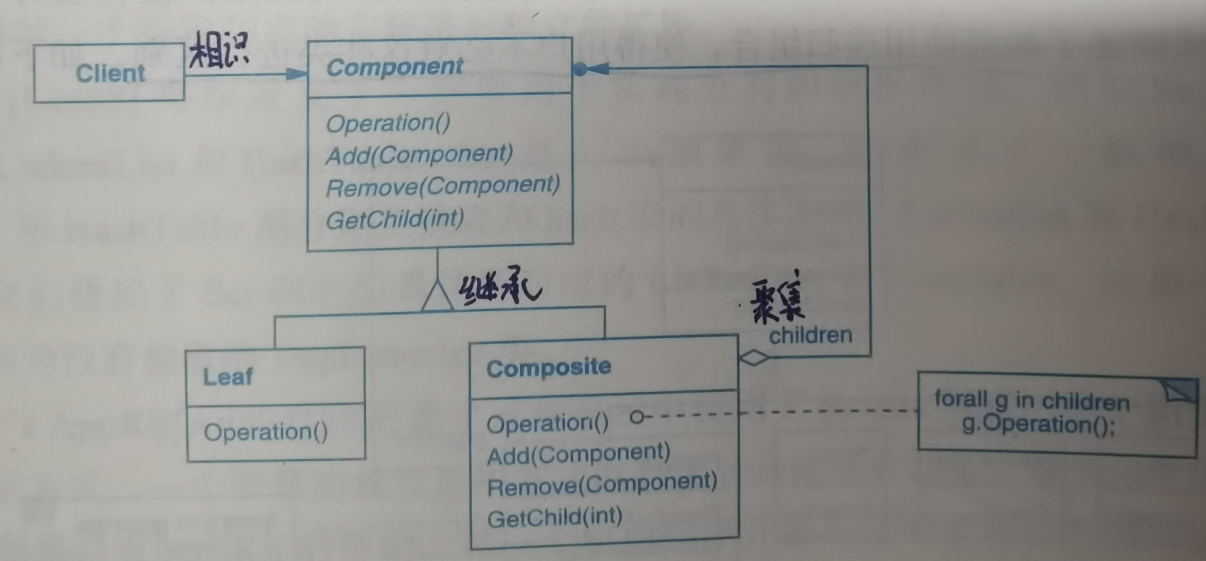 Client
相识
Component
Operation()
Add(Component)
Remove(Component)
GetChild(int)
继承
聚集
children
Leaf
Operation()
Composite
Operation()
Add(Component)
Remove(Component)
GetChild(int)
forall g in children
g.Operation();